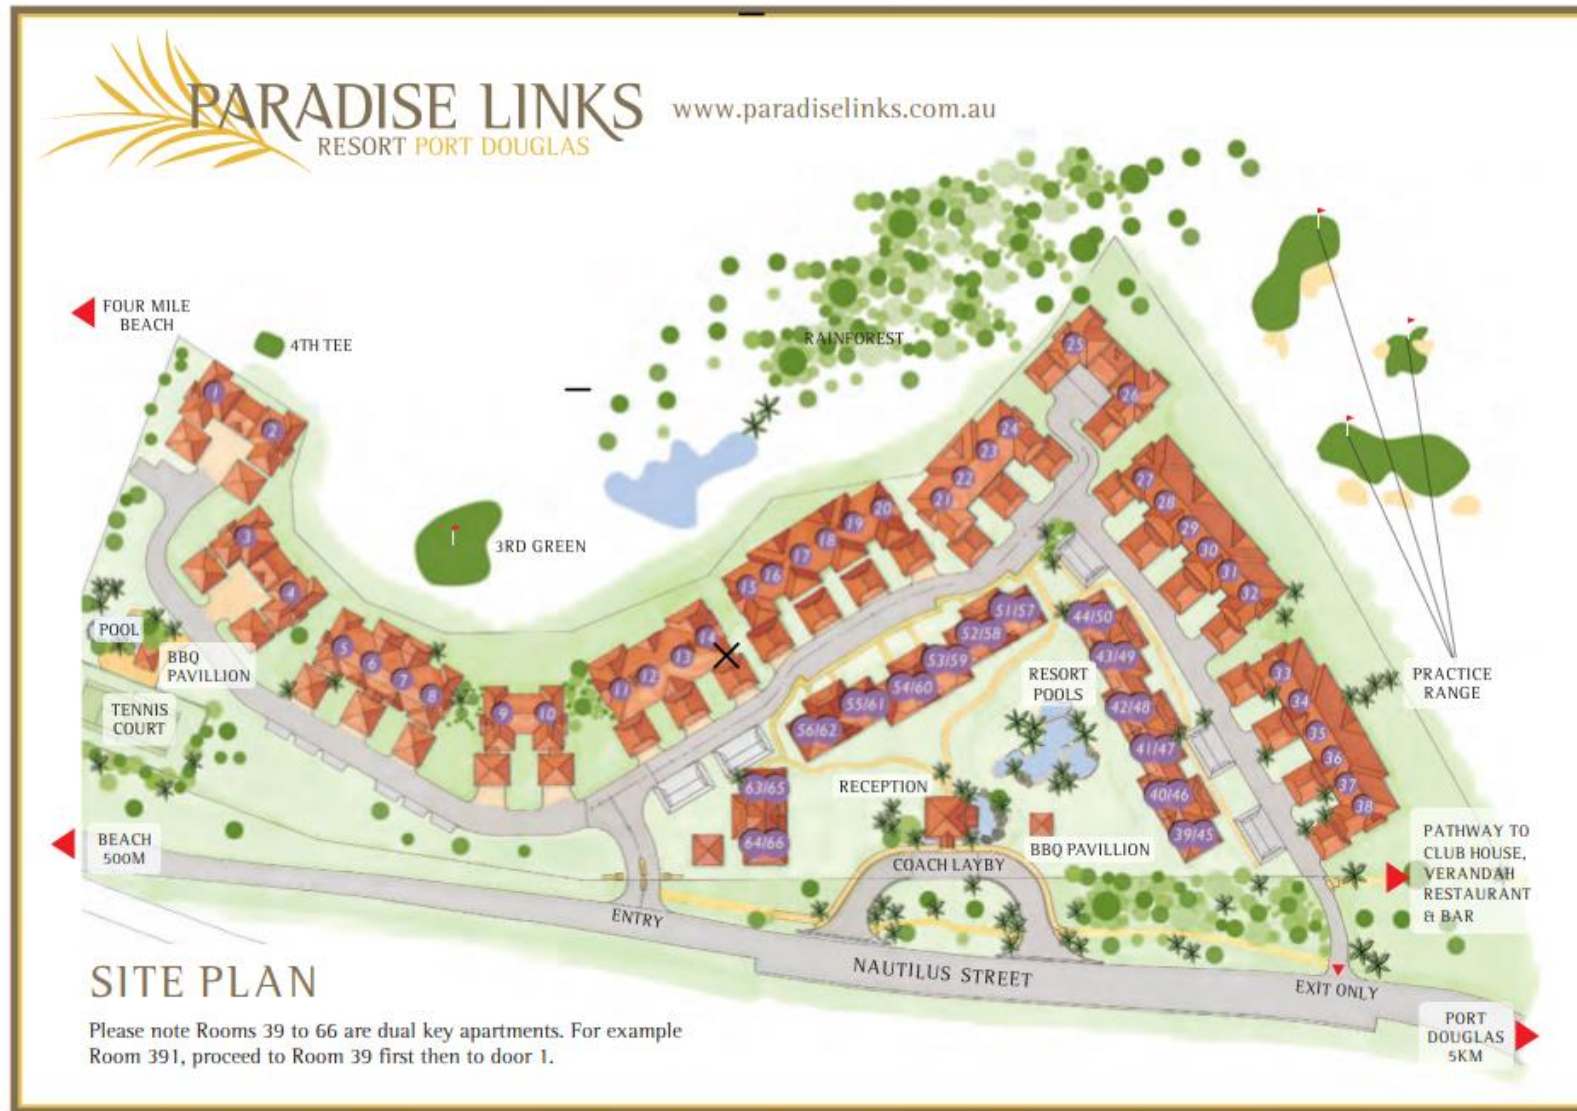 PARADISE LINKS
RESORT PORT DOUGLAS
www.paradiselinks.com.au
FOUR MILE
BEACH
4TH TEE
RAINFOREST
3RD GREEN
1
2
3
4
5
6
7
8
9
10
11
12
13
14
15
16
17
18
19
20
21
22
23
24
25
26
27
28
29
30
31
32
33
34
35
36
37
38
51/57
52/58
53/59
54/60
55/61
56/62
44/50
43/49
42/48
41/47
40/46
39/45
63/65
64/66
POOL
BBQ
PAVILLION
TENNIS
COURT
RESORT
POOLS
PRACTICE
RANGE
RECEPTION
BBQ PAVILLION
COACH LAYBY
BEACH
500M
PATHWAY TO
CLUB HOUSE,
VERANDAH
RESTAURANT
& BAR
ENTRY
NAUTILUS STREET
EXIT ONLY
PORT
DOUGLAS
5KM
SITE PLAN
Please note Rooms 39 to 66 are dual key apartments. For example
Room 391, proceed to Room 39 first then to door 1.